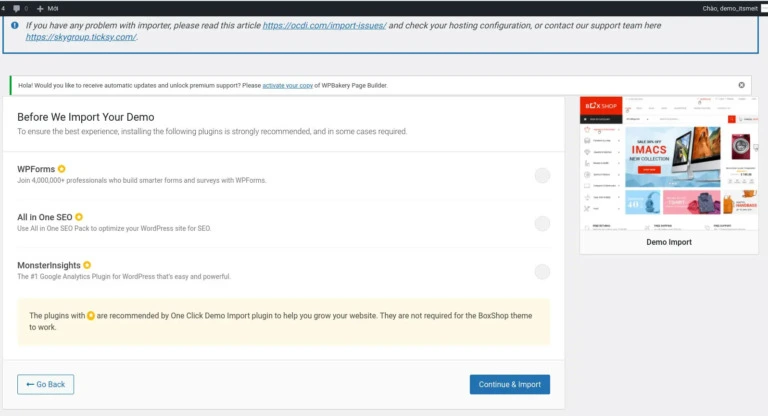 4 0 + Mới
Chào, demo_itsmeit
If you have any problem with importer, please read this article https://ocdi.com/import-issues/ and check your hosting configuration, or contact our support team here
https://skygroup.ticksy.com/.
Hola! Would you like to receive automatic updates and unlock premium support? Please activate your copy of WPBakery Page Builder.
Before We Import Your Demo
To ensure the best experience, installing the following plugins is strongly recommended, and in some cases required.
WPForms
Join 4,000,000+ professionals who build smarter forms and surveys with WPForms.
All in One SEO
Use All in One SEO Pack to optimize your WordPress site for SEO.
MonsterInsights
The #1 Google Analytics Plugin for WordPress that's easy and powerful.
The plugins with are recommended by One Click Demo Import plugin to help you grow your website. They are not required for the BoxShop theme
to work.
Go Back
Continue & Import
BOX SHOP
SALE 50% OFF
IMACS
NEW COLLECTION
FREE DETAILS
FREE SHIPPING
Demo Import